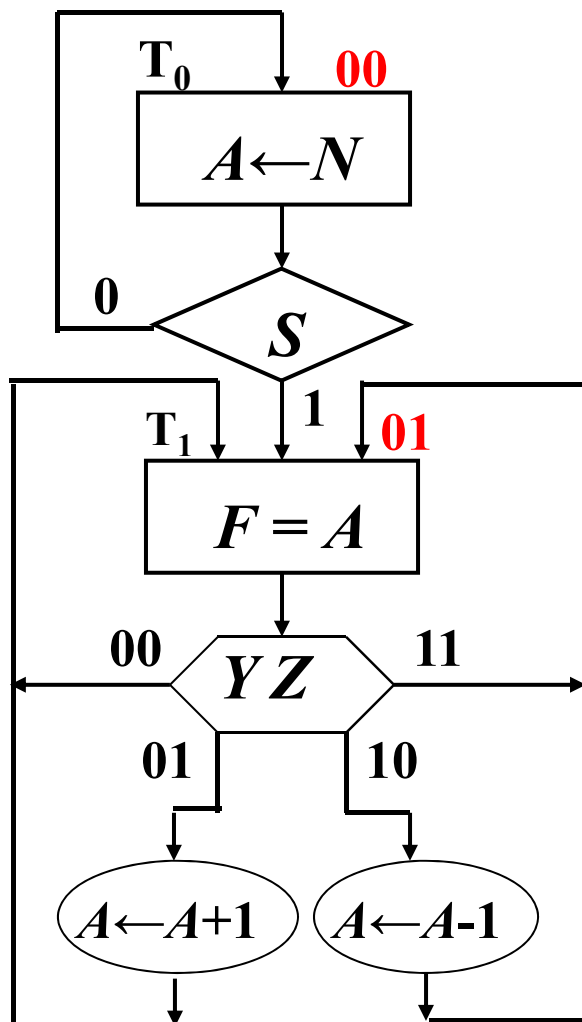 T₀ 00
A←N
0
S
1
T₁ 01
F = A
00 11
Y Z
01 10
A←A+1 A←A-1